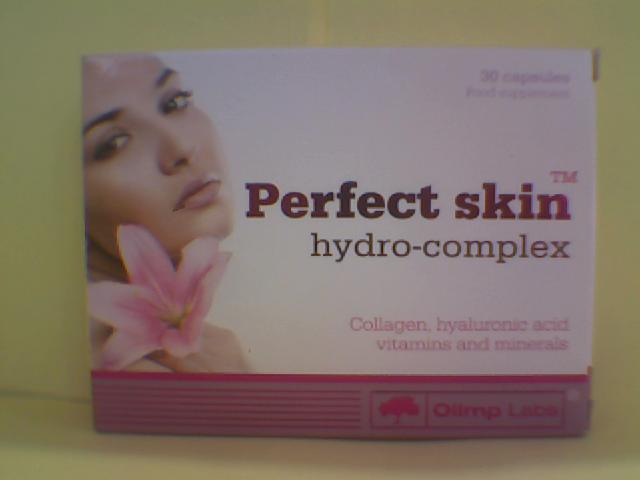 30 capsules
Food supplement
Perfect skin™
hydro-complex
Collagen, hyaluronic acid
vitamins and minerals
Olimp Labs®